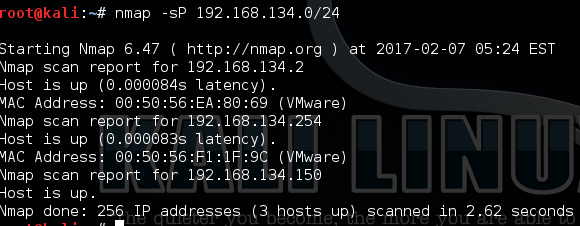 root@kali:~# nmap -sP 192.168.134.0/24
Starting Nmap 6.47 ( http://nmap.org ) at 2017-02-07 05:24 EST
Nmap scan report for 192.168.134.2
Host is up (0.000084s latency).
MAC Address: 00:50:56:EA:80:69 (VMware)
Nmap scan report for 192.168.134.254
Host is up (0.000083s latency).
MAC Address: 00:50:56:F1:1F:9C (VMware)
Nmap scan report for 192.168.134.150
Host is up.
Nmap done: 256 IP addresses (3 hosts up) scanned in 2.62 seconds
root@kali:~#
KALI LINU
the quieter you become, the more you are able to